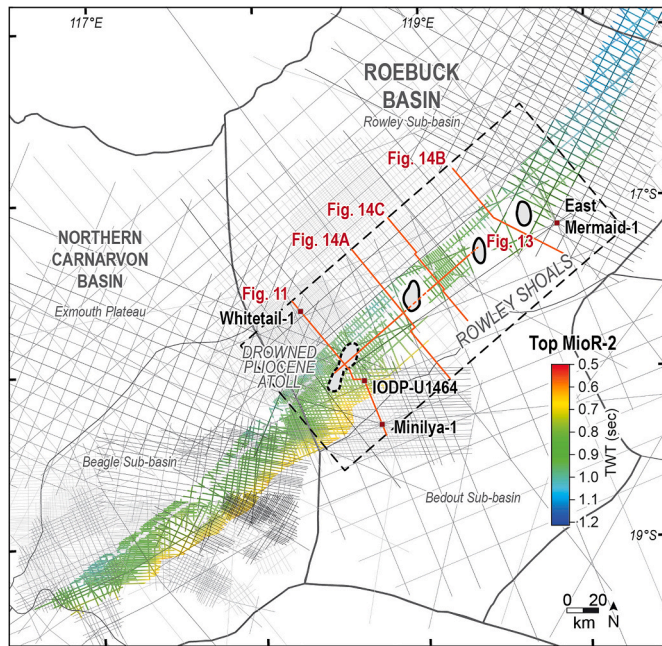 117°E
119°E
ROEBUCK
BASIN
Rowley Sub-basin
Fig. 14B
17°S
East
Mermaid-1
Fig. 14C
Fig. 13
NORTHERN
CARNARVON
BASIN
Fig. 14A
Exmouth Plateau
Fig. 11
Whitetail-1
ROWLEY SHOALS
DROWNED
PLIOCENE
ATOLL
Top MioR-2
0.5
0.6
0.7
0.8
0.9
1.0
1.1
1.2
TWT (sec)
IODP-U1464
Minilya-1
Beagle Sub-basin
Bedout Sub-basin
19°S
0 20
km
N